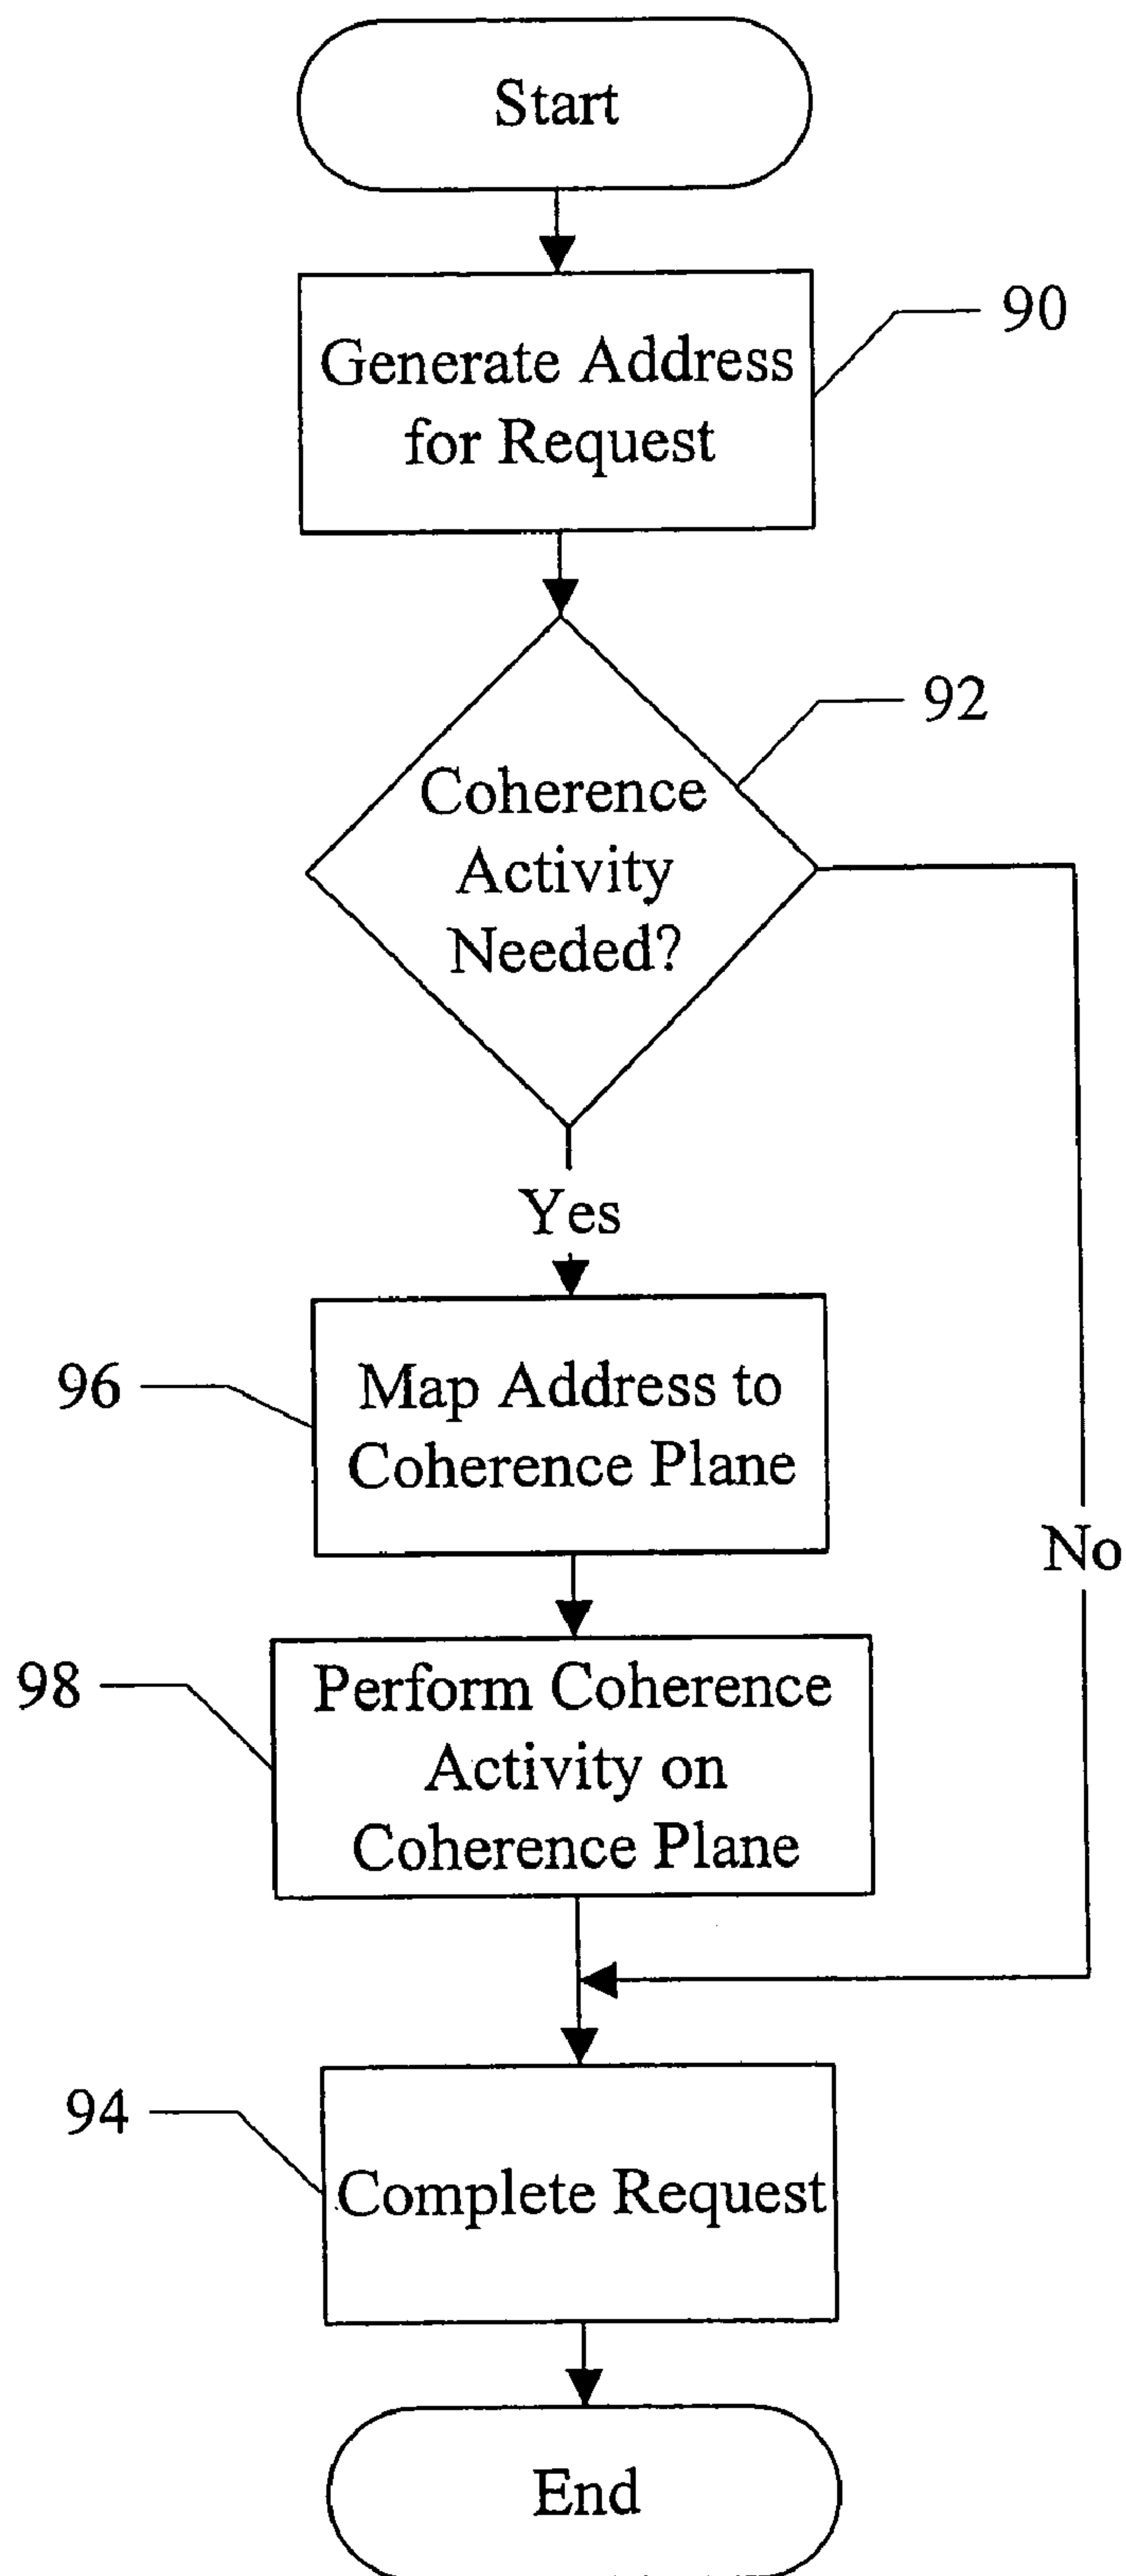 Start
90
Generate Address
for Request
92
Coherence
Activity
Needed?
Yes
96
Map Address to
Coherence Plane
No
98
Perform Coherence
Activity on
Coherence Plane
94
Complete Request
End